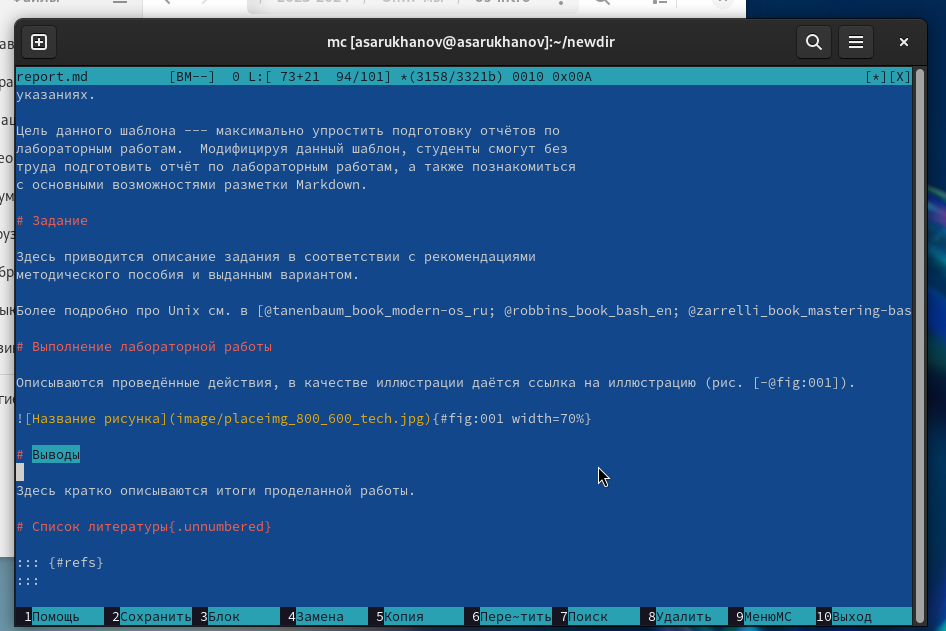 mc [asarukhanov@asarukhanov]:~/newdir
report.md [BM--] 0 L:[ 73+21 94/101] *(3158/3321b) 0010 0x00A [*][X]
указаниях.
Цель данного шаблона --- максимально упростить подготовку отчётов по
лабораторным работам. Модифицируя данный шаблон, студенты смогут без
труда подготовить отчёт по лабораторным работам, а также познакомиться
с основными возможностями разметки Markdown.
# Задание
Здесь приводится описание задания в соответствии с рекомендациями
методического пособия и выданным вариантом.
Более подробно про Unix см. в [@tanenbaum_book_modern-os_ru; @robbins_book_bash_en; @zarrelli_book_mastering-bas
# Выполнение лабораторной работы
Описываются проведённые действия, в качестве иллюстрации даётся ссылка на иллюстрацию (рис. [-@fig:001]).
![Название рисунка](image/placeimg_800_600_tech.jpg){#fig:001 width=70%}
# Выводы
Здесь кратко описываются итоги проделанной работы.
# Список литературы{.unnumbered}
::: {#refs}
:::
1Помощь 2Сохранить 3Блок 4Замена 5Копия 6Пере~тить 7Поиск 8Удалить 9МенюMC 10Выход